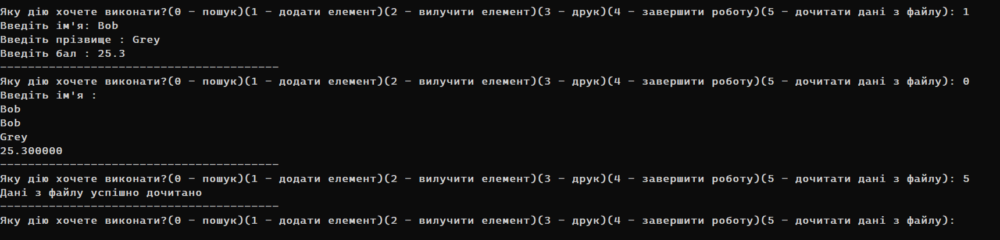 Яку дію хочете виконати?(0 - пошук)(1 - додати елемент)(2 - вилучити елемент)(3 - друк)(4 - завершити роботу)(5 - дочитати дані з файлу): 1
Введіть ім'я: Bob
Введіть прізвище : Grey
Введіть бал : 25.3
----------------------------------------
Яку дію хочете виконати?(0 - пошук)(1 - додати елемент)(2 - вилучити елемент)(3 - друк)(4 - завершити роботу)(5 - дочитати дані з файлу): 0
Введіть ім'я :
Bob
Bob
Grey
25.300000
----------------------------------------
Яку дію хочете виконати?(0 - пошук)(1 - додати елемент)(2 - вилучити елемент)(3 - друк)(4 - завершити роботу)(5 - дочитати дані з файлу): 5
Дані з файлу успішно дочитано
----------------------------------------
Яку дію хочете виконати?(0 - пошук)(1 - додати елемент)(2 - вилучити елемент)(3 - друк)(4 - завершити роботу)(5 - дочитати дані з файлу):